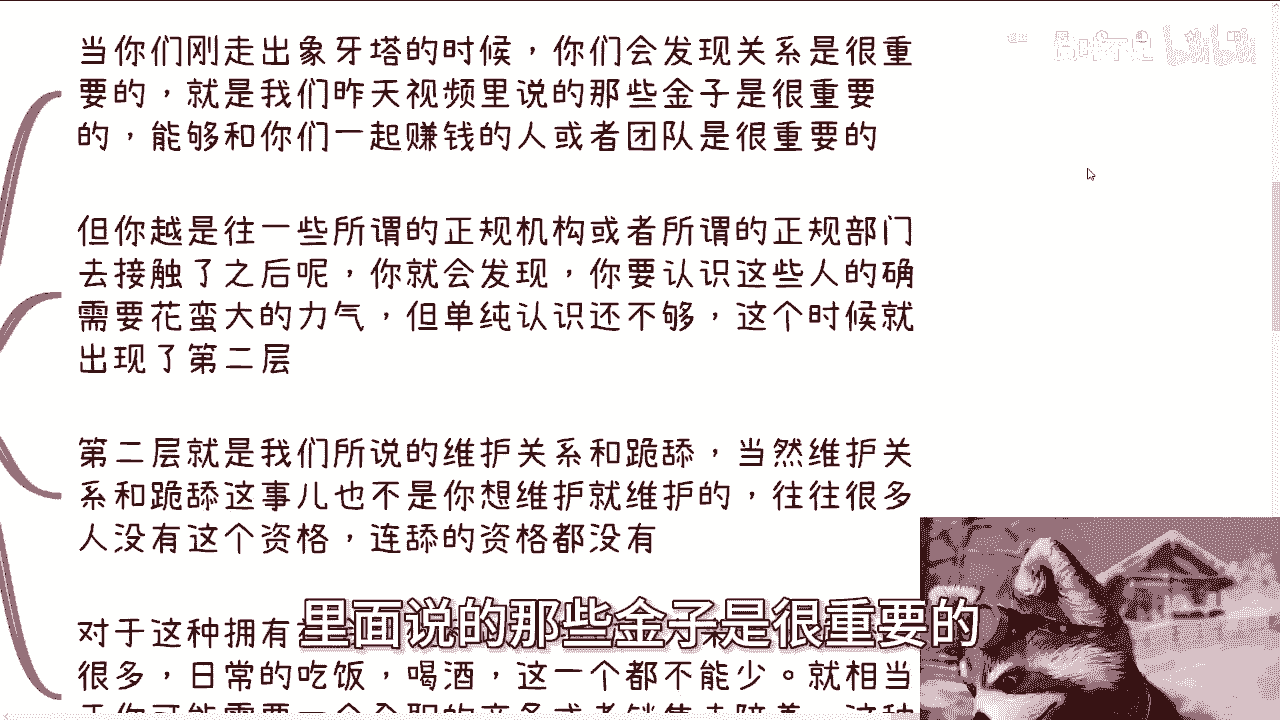 当你们刚走出象牙塔的时候，你们会发现关系是很重
要的，就是我们昨天视频里说的那些金子是很重要
的，能够和你们一起赚钱的人或者团队是很重要的
但你越是往一些所谓的正规机构或者所谓的正规部门
去接触了之后呢，你就会发现，你要认识这些人的确
需要花蛮大的力气，但单纯认识还不够，这个时候就
出现了第二层
第二层就是我们所说的维护关系和跪舔，当然维护关
系和跪舔这事儿也不是你想维护就维护的，往往很多
人没有这个资格，连舔的资格都没有
对于这种拥有
里面说的那些金子是很重要的
很多，日常的吃饭，喝酒，这一个都不能少。就相当
bilibili